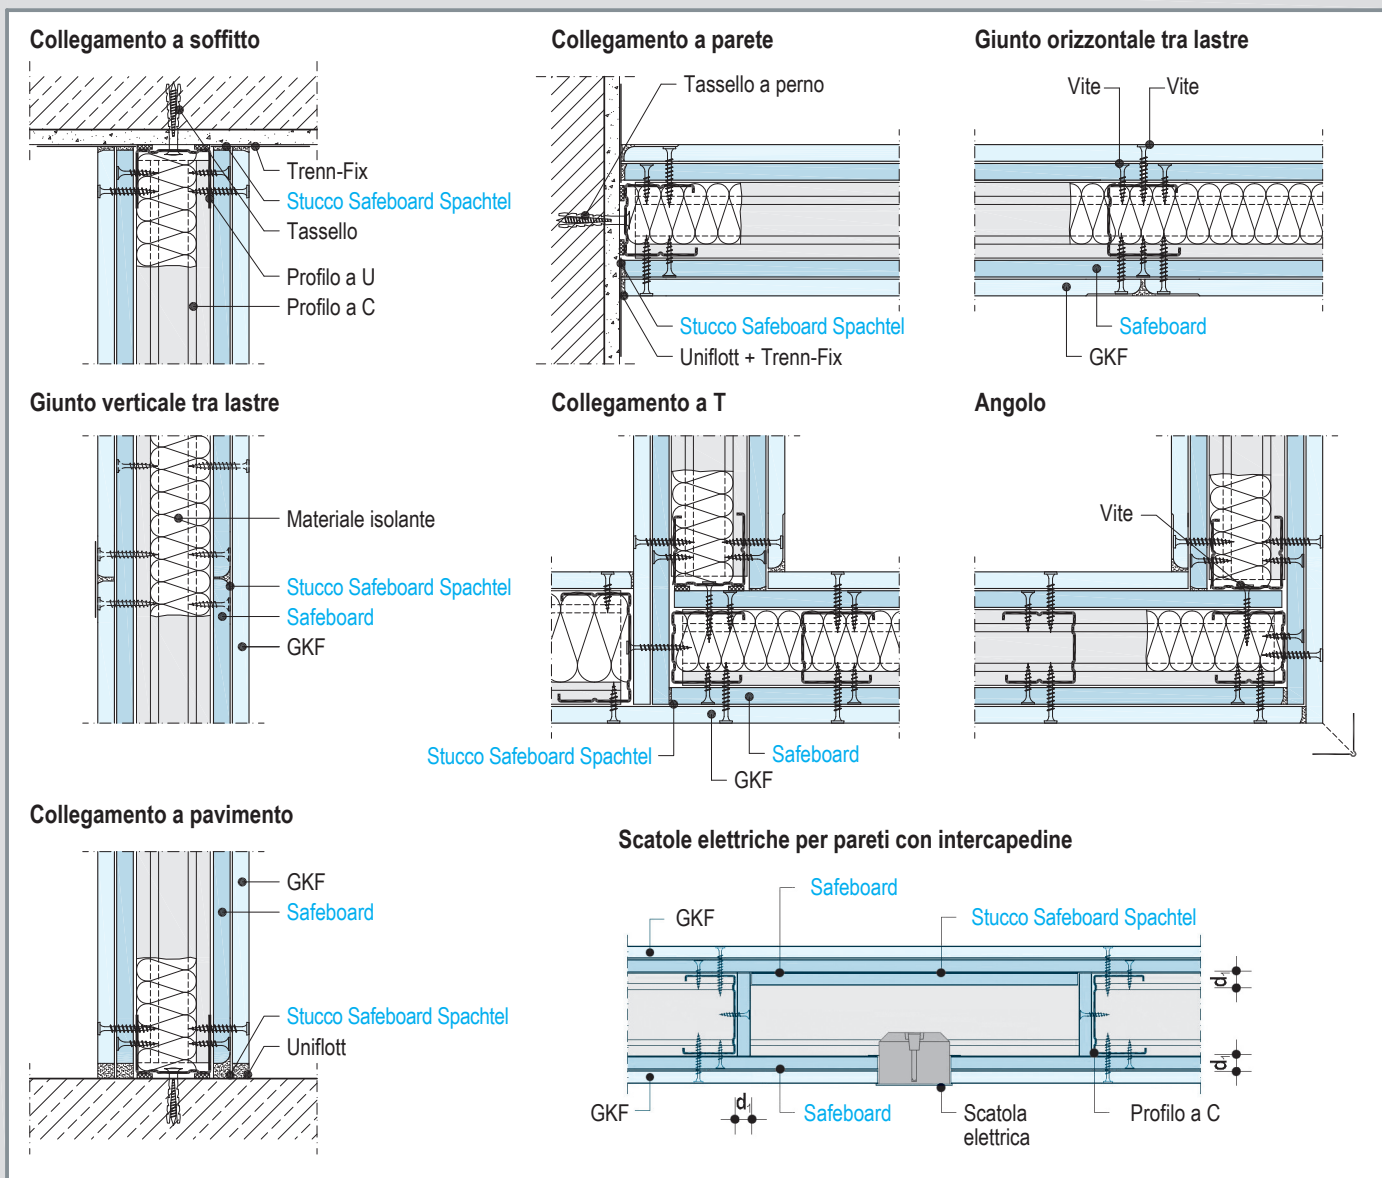 Collegamento a soffitto
Trenn-Fix
Stucco Safeboard Spachtel
Tassello
Profilo a U
Profilo a C
Collegamento a parete
Tassello a perno
Stucco Safeboard Spachtel
Uniflott + Trenn-Fix
Giunto orizzontale tra lastre
Vite
Vite
Safeboard
GKF
Giunto verticale tra lastre
Materiale isolante
Stucco Safeboard Spachtel
Safeboard
GKF
Collegamento a T
Stucco Safeboard Spachtel
Safeboard
GKF
Angolo
Vite
Collegamento a pavimento
GKF
Safeboard
Stucco Safeboard Spachtel
Uniflott
Scatole elettriche per pareti con intercapedine
Safeboard
GKF
Stucco Safeboard Spachtel
d₁
d₁
d₁
GKF
Safeboard
Scatola
elettrica
Profilo a C